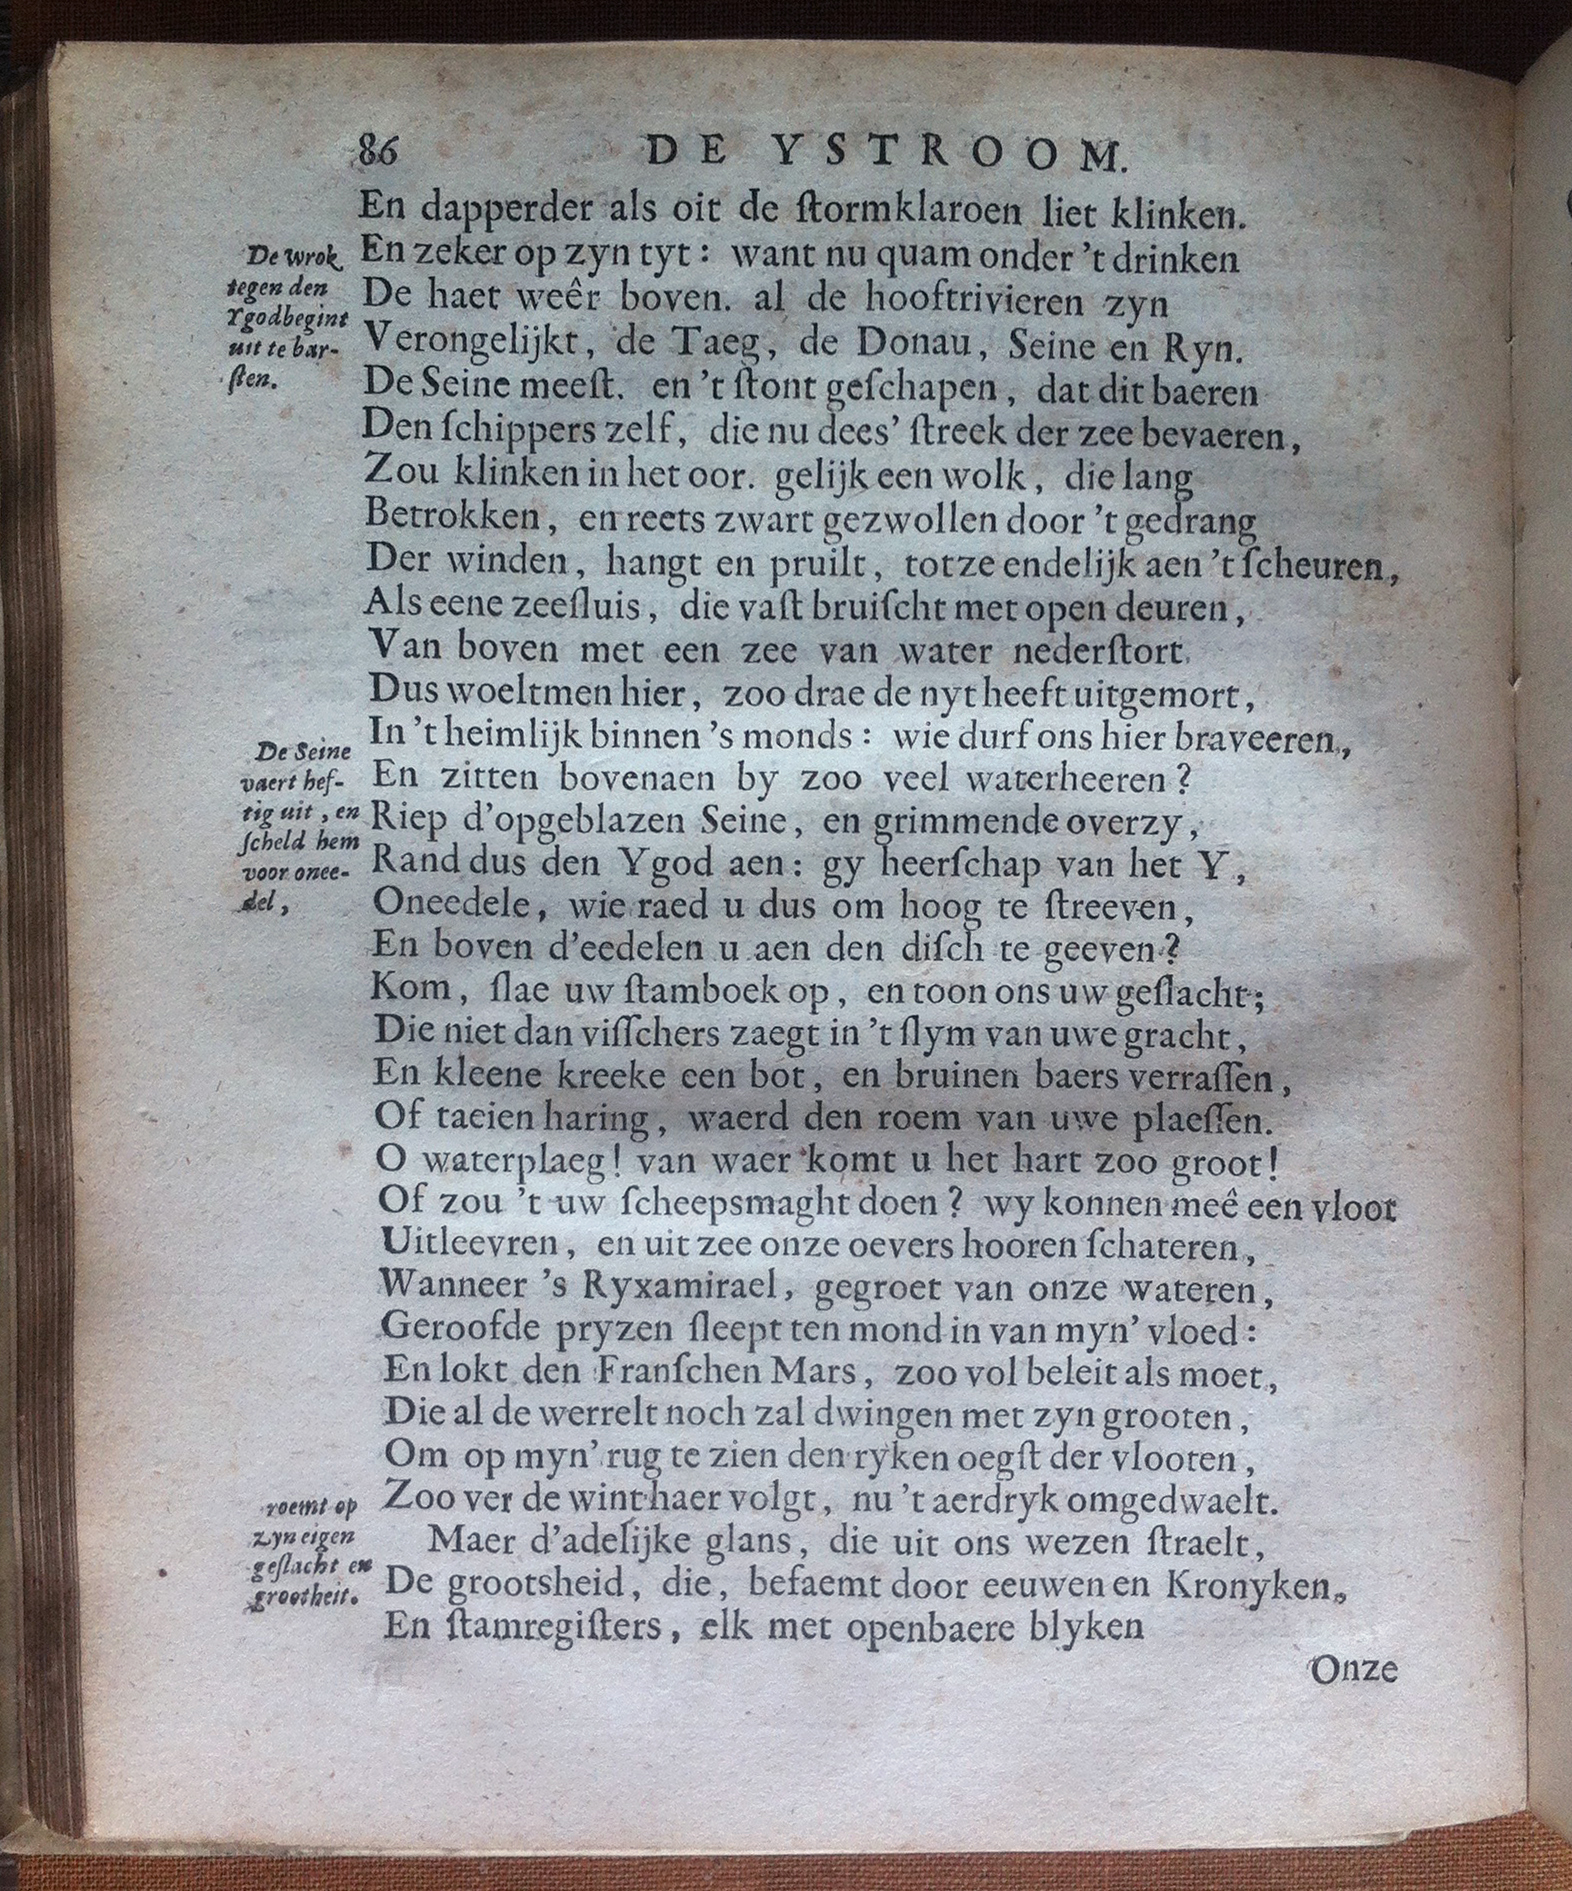 86 DE YSTROOM.
En dapperder als oit de ſtormklaroen liet klinken.
En zeker op zyn tyt: want nu quam onder 't drinken
De haet weêr boven. al de hooftrivieren zyn
Verongelijkt, de Taeg, de Donau, Seine en Ryn.
De Seine meeſt. en 't ſtont geſchapen, dat dit baeren
Den ſchippers zelf, die nu dees' ſtreek der zee bevaeren,
Zou klinken in het oor. gelijk een wolk, die lang
Betrokken, en reets zwart gezwollen door 't gedrang
Der winden, hangt en pruilt, totze endelijk aen 't ſcheuren,
Als eene zeeſluis, die vaſt bruiſcht met open deuren,
Van boven met een zee van water nederſtort.
Dus woeltmen hier, zoo drae de nyt heeft uitgemort,
In 't heimlijk binnen 's monds: wie durf ons hier braveeren,
En zitten bovenaen by zoo veel waterheeren?
Riep d'opgeblazen Seine, en grimmende overzy,
Rand dus den Ygod aen: gy heerſchap van het Y,
Oneedele, wie raed u dus om hoog te ſtreeven,
En boven d'eedelen u aen den diſch te geeven?
Kom, ſlae uw ſtamboek op, en toon ons uw geſlacht;
Die niet dan viſſchers zaegt in 't ſlym van uwe gracht,
En kleene kreeke een bot, en bruinen baers verraſſen,
Of taeien haring, waerd den roem van uwe plaeſſen.
O waterplaeg! van waer komt u het hart zoo groot!
Of zou 't uw ſcheepsmaght doen? wy konnen meê een vloot
Uitleevren, en uit zee onze oevers hooren ſchateren,
Wanneer 's Ryxamirael, gegroet van onze wateren,
Geroofde pryzen ſleept ten mond in van myn' vloed:
En lokt den Franſchen Mars, zoo vol beleit als moet,
Die al de werrelt noch zal dwingen met zyn grooten,
Om op myn' rug te zien den ryken oegſt der vlooten,
Zoo ver de wint haer volgt, nu 't aerdryk omgedwaelt.
Maer d'adelijke glans, die uit ons wezen ſtraelt,
De grootsheid, die, befaemt door eeuwen en Kronyken,
En ſtamregiſters, elk met openbaere blyken
Onze
De wrok
tegen den
Ygod begint
uit te bar-
ſten.
De Seine
vaert hef-
tig uit, en
ſcheld hem
voor onee-
del,
roemt op
zyn eigen
geſlacht en
grootheit.